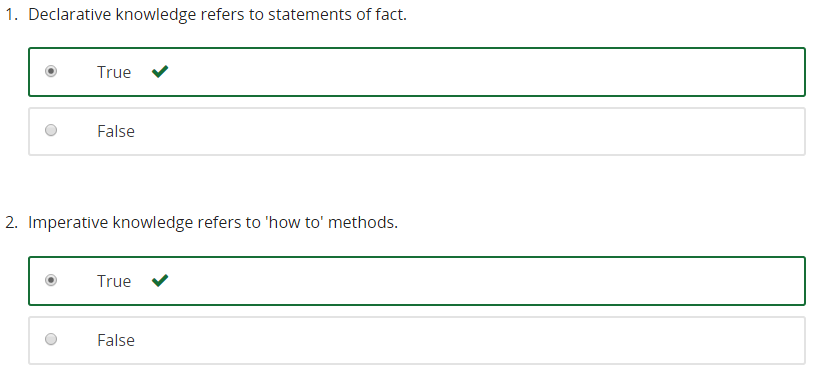 1. Declarative knowledge refers to statements of fact.
True
False
2. Imperative knowledge refers to 'how to' methods.
True
False